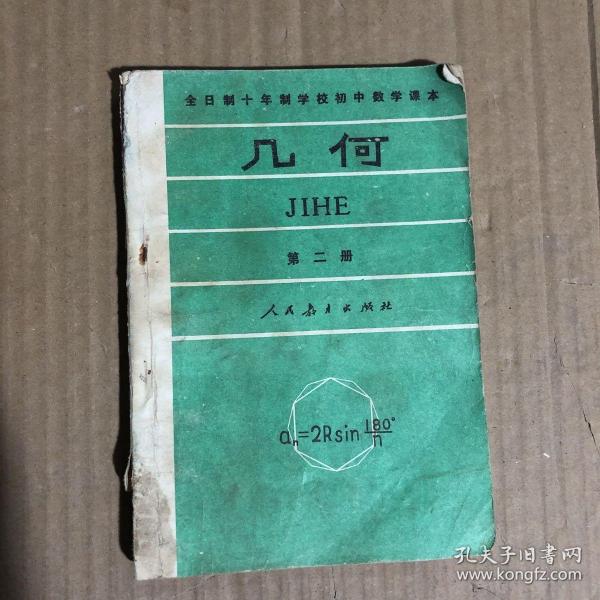 全日制十年制学校初中数学课本
几何
JIHE
第二册
人民教育出版社
aₙ=2Rsin 180°/n
孔夫子旧书网
www.kongfz.com